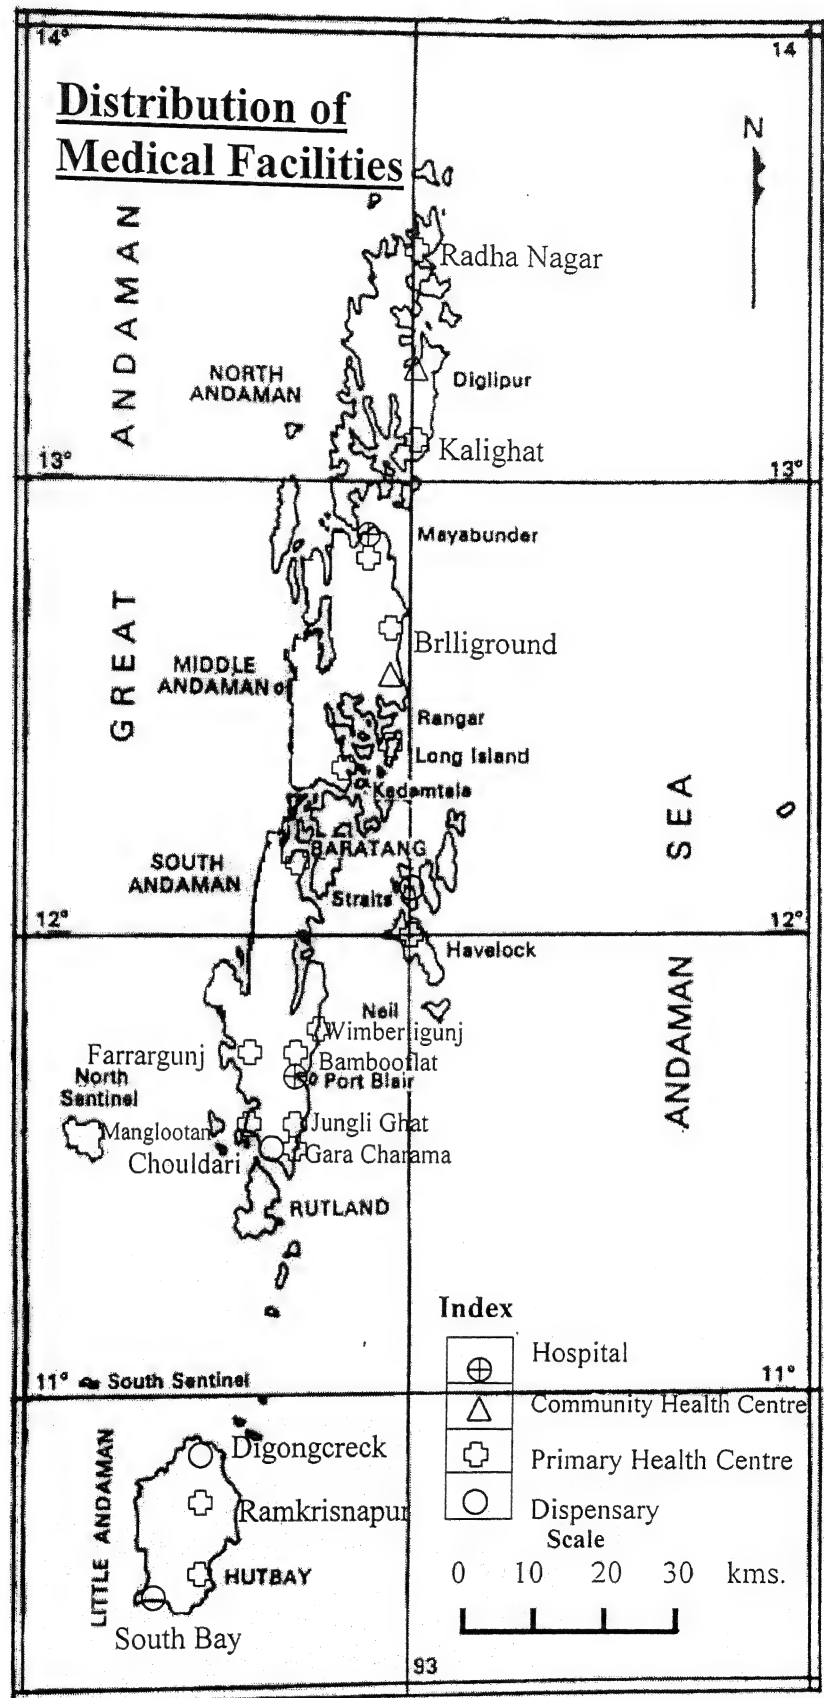 14°
14
Distribution of
Medical Facilities
N
Radha Nagar
ANDAMAN
NORTH
ANDAMAN
Diglipur
Kalighat
13°
13°
Mayabunder
Brlliground
GREAT
MIDDLE
ANDAMAN
Rangar
Long Island
Kadamtala
SEA
BARATANG
SOUTH
ANDAMAN
Straits
12°
12°
Havelock
ANDAMAN
Neil
Wimberligunj
Farrargunj
Bambooflat
North
Sentinel
Port Blair
Manglootan
Jungli Ghat
Chouldari
Gara Charama
RUTLAND
Index
Hospital
11°
South Sentinel
11°
Community Health Centre
LITTLE ANDAMAN
Digongcreck
Primary Health Centre
Ramkrisnapur
Dispensary
Scale
HUTBAY
0 10 20 30 kms.
South Bay
93